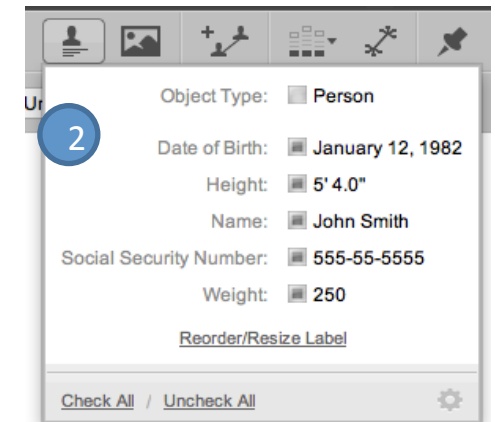 Ur
2
Object Type: Person
Date of Birth: January 12, 1982
Height: 5' 4.0"
Name: John Smith
Social Security Number: 555-55-5555
Weight: 250
Reorder/Resize Label
Check All / Uncheck All